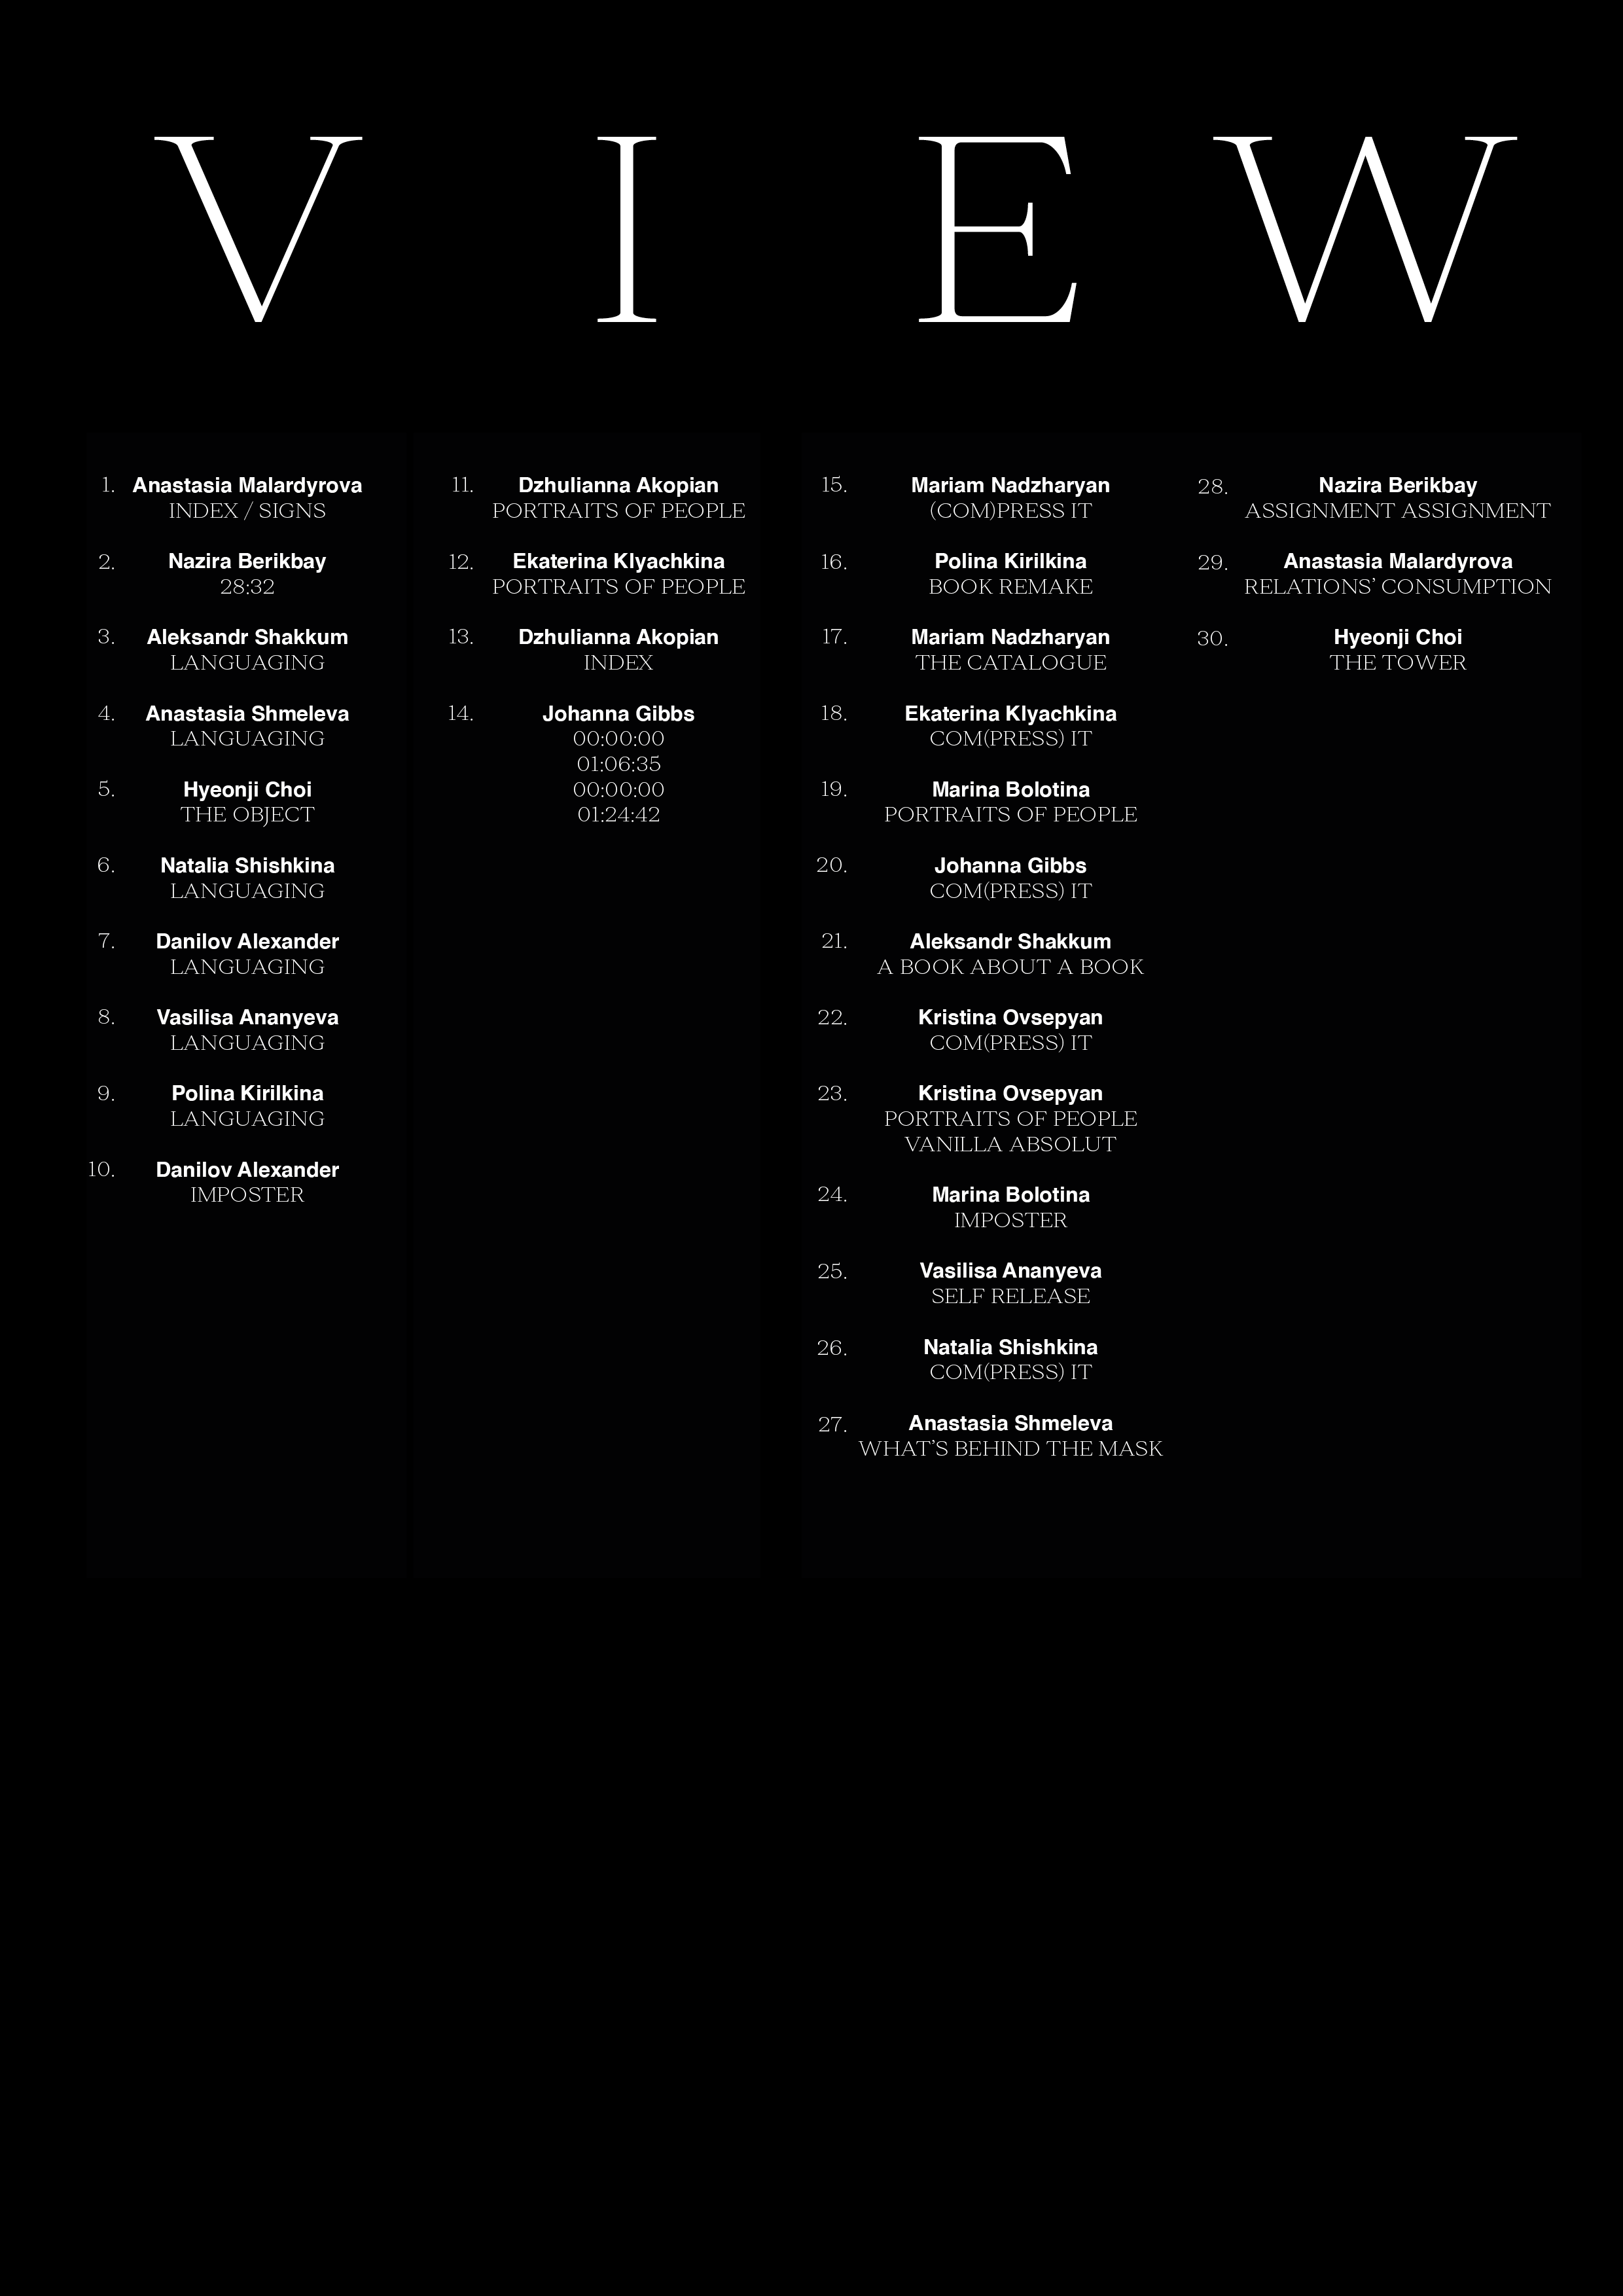 VIEW
1. Anastasia Malardyrova
INDEX / SIGNS
2. Nazira Berikbay
28:32
3. Aleksandr Shakkum
LANGUAGING
4. Anastasia Shmeleva
LANGUAGING
5. Hyeonji Choi
THE OBJECT
6. Natalia Shishkina
LANGUAGING
7. Danilov Alexander
LANGUAGING
8. Vasilisa Ananyeva
LANGUAGING
9. Polina Kirilkina
LANGUAGING
10. Danilov Alexander
IMPOSTER
11. Dzhulianna Akopian
PORTRAITS OF PEOPLE
12. Ekaterina Klyachkina
PORTRAITS OF PEOPLE
13. Dzhulianna Akopian
INDEX
14. Johanna Gibbs
00:00:00
01:06:35
00:00:00
01:24:42
15. Mariam Nadzharyan
(COM)PRESS IT
16. Polina Kirilkina
BOOK REMAKE
17. Mariam Nadzharyan
THE CATALOGUE
18. Ekaterina Klyachkina
COM(PRESS) IT
19. Marina Bolotina
PORTRAITS OF PEOPLE
20. Johanna Gibbs
COM(PRESS) IT
21. Aleksandr Shakkum
A BOOK ABOUT A BOOK
22. Kristina Ovsepyan
COM(PRESS) IT
23. Kristina Ovsepyan
PORTRAITS OF PEOPLE
VANILLA ABSOLUT
24. Marina Bolotina
IMPOSTER
25. Vasilisa Ananyeva
SELF RELEASE
26. Natalia Shishkina
COM(PRESS) IT
27. Anastasia Shmeleva
WHAT’S BEHIND THE MASK
28. Nazira Berikbay
ASSIGNMENT ASSIGNMENT
29. Anastasia Malardyrova
RELATIONS’ CONSUMPTION
30. Hyeonji Choi
THE TOWER